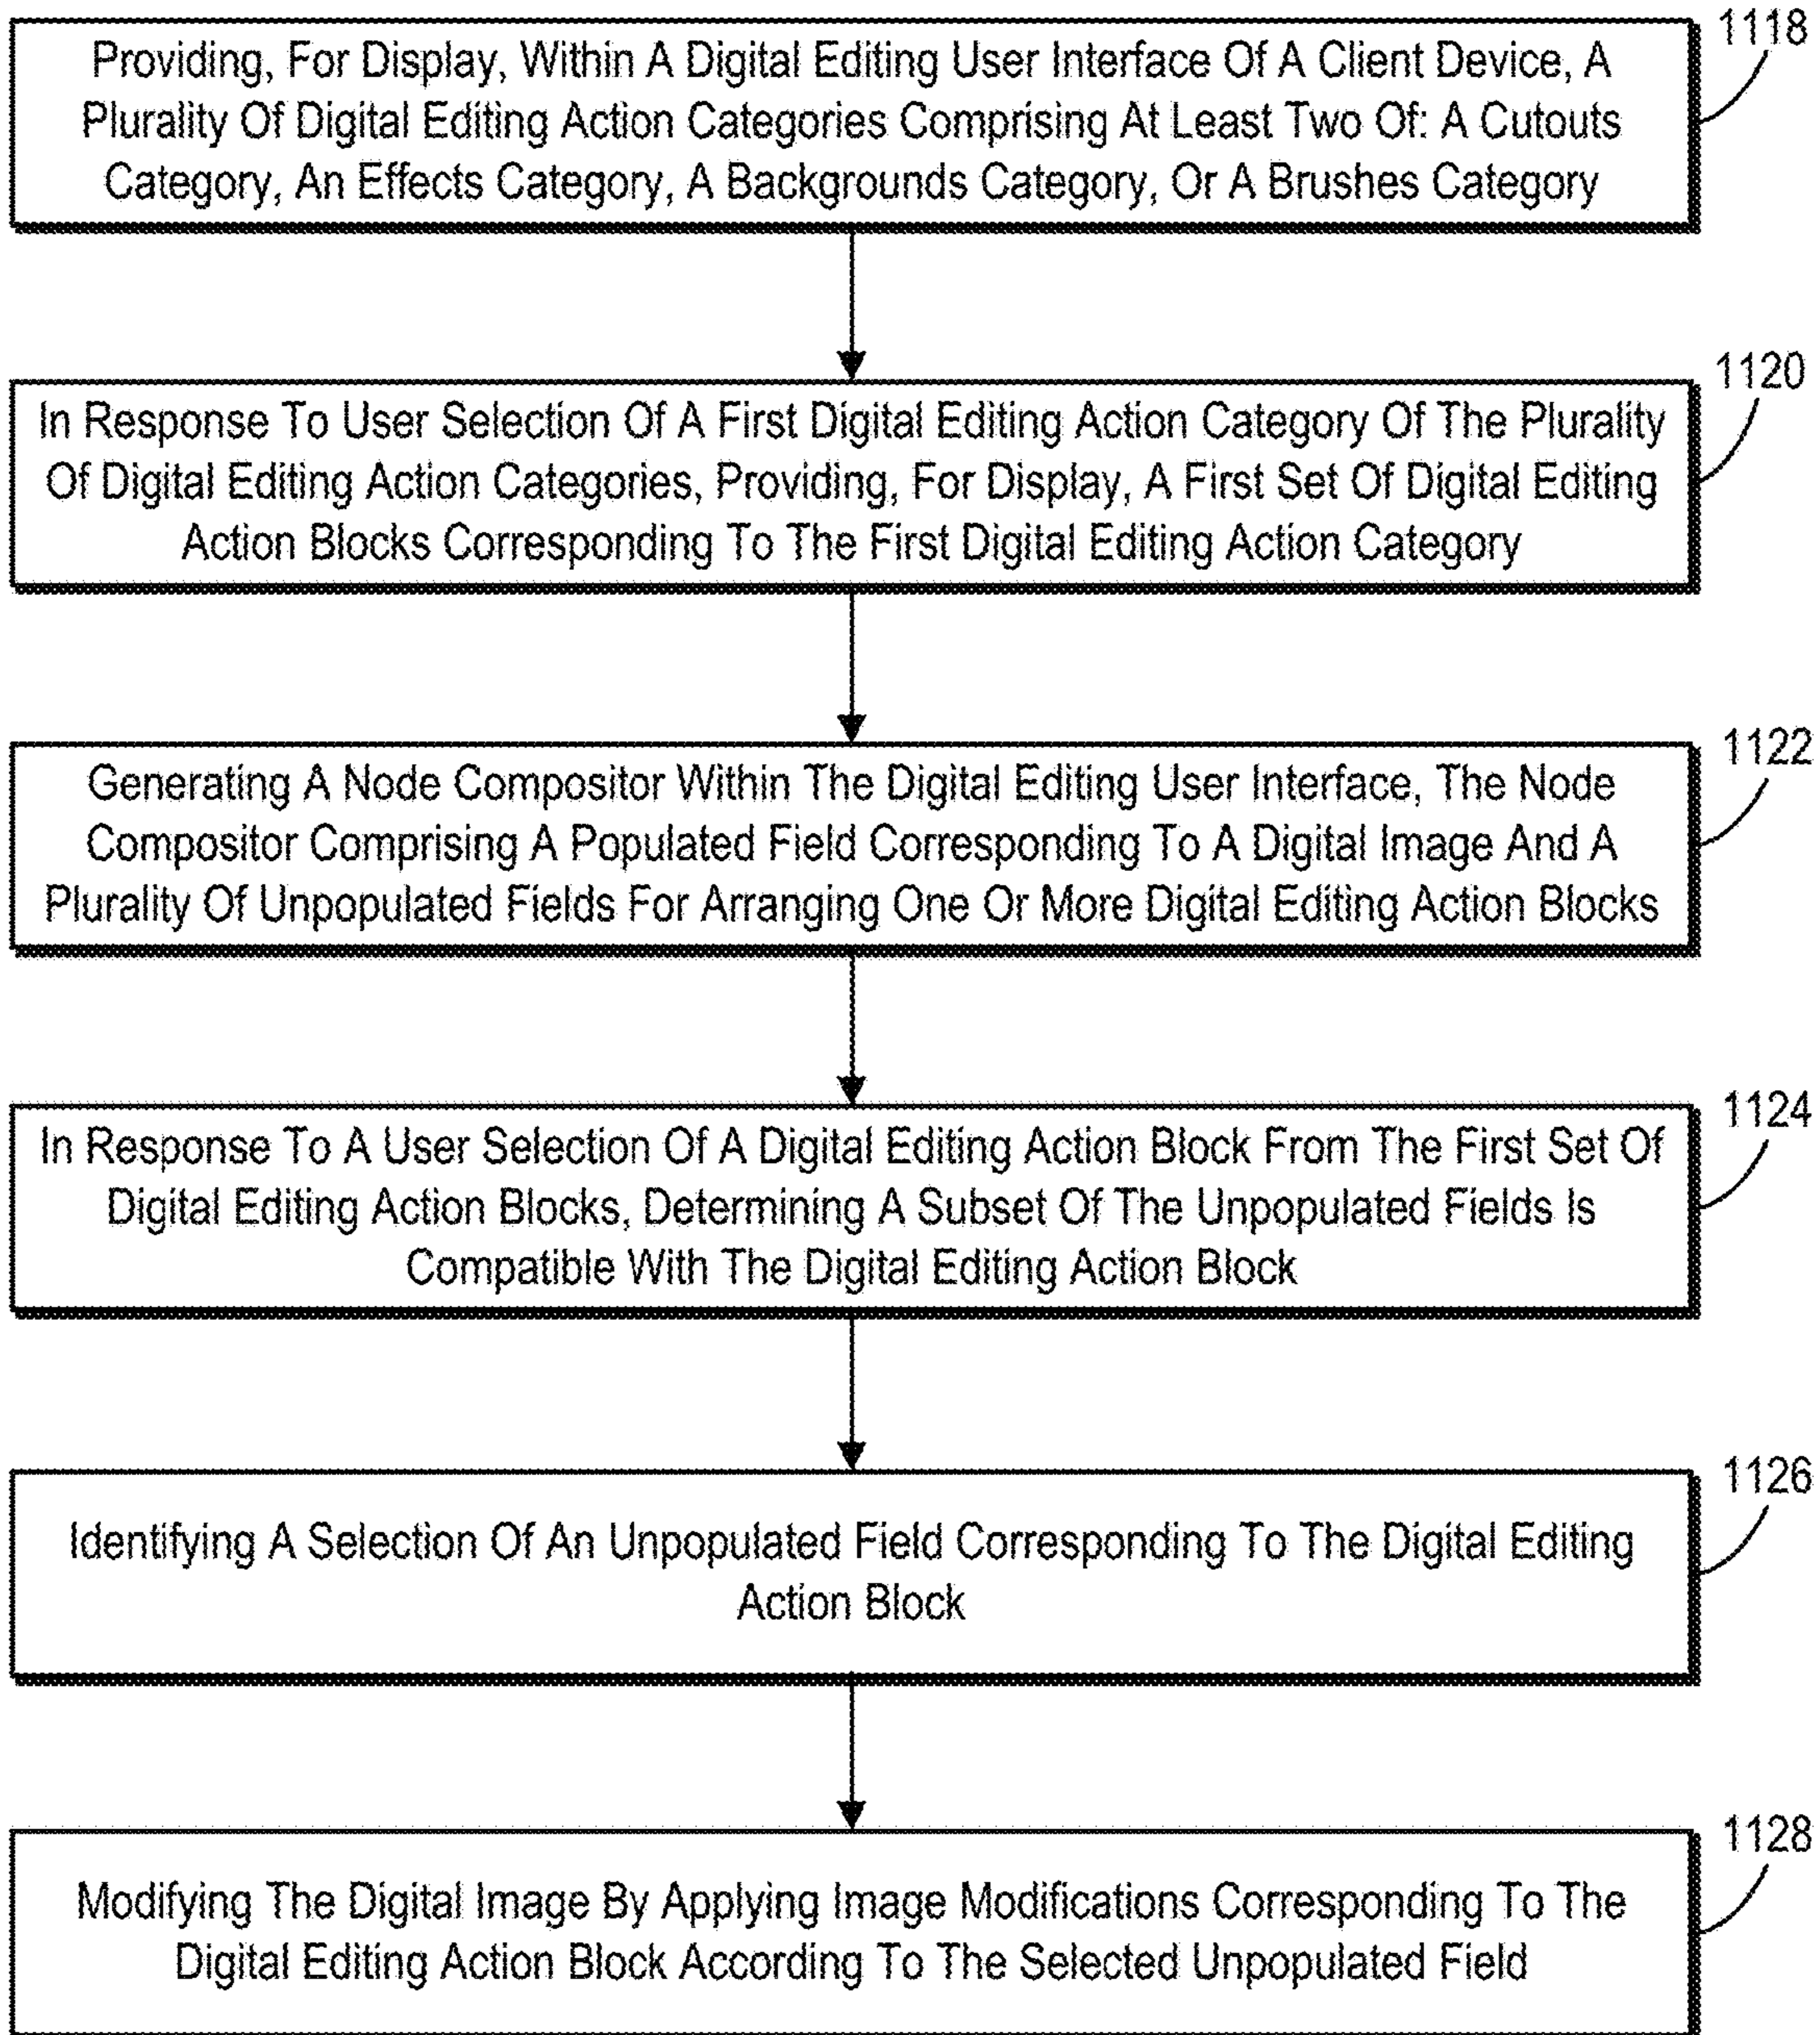 1118
Providing, For Display, Within A Digital Editing User Interface Of A Client Device, A
Plurality Of Digital Editing Action Categories Comprising At Least Two Of: A Cutouts
Category, An Effects Category, A Backgrounds Category, Or A Brushes Category
1120
In Response To User Selection Of A First Digital Editing Action Category Of The Plurality
Of Digital Editing Action Categories, Providing, For Display, A First Set Of Digital Editing
Action Blocks Corresponding To The First Digital Editing Action Category
1122
Generating A Node Compositor Within The Digital Editing User Interface, The Node
Compositor Comprising A Populated Field Corresponding To A Digital Image And A
Plurality Of Unpopulated Fields For Arranging One Or More Digital Editing Action Blocks
1124
In Response To A User Selection Of A Digital Editing Action Block From The First Set Of
Digital Editing Action Blocks, Determining A Subset Of The Unpopulated Fields Is
Compatible With The Digital Editing Action Block
1126
Identifying A Selection Of An Unpopulated Field Corresponding To The Digital Editing
Action Block
1128
Modifying The Digital Image By Applying Image Modifications Corresponding To The
Digital Editing Action Block According To The Selected Unpopulated Field